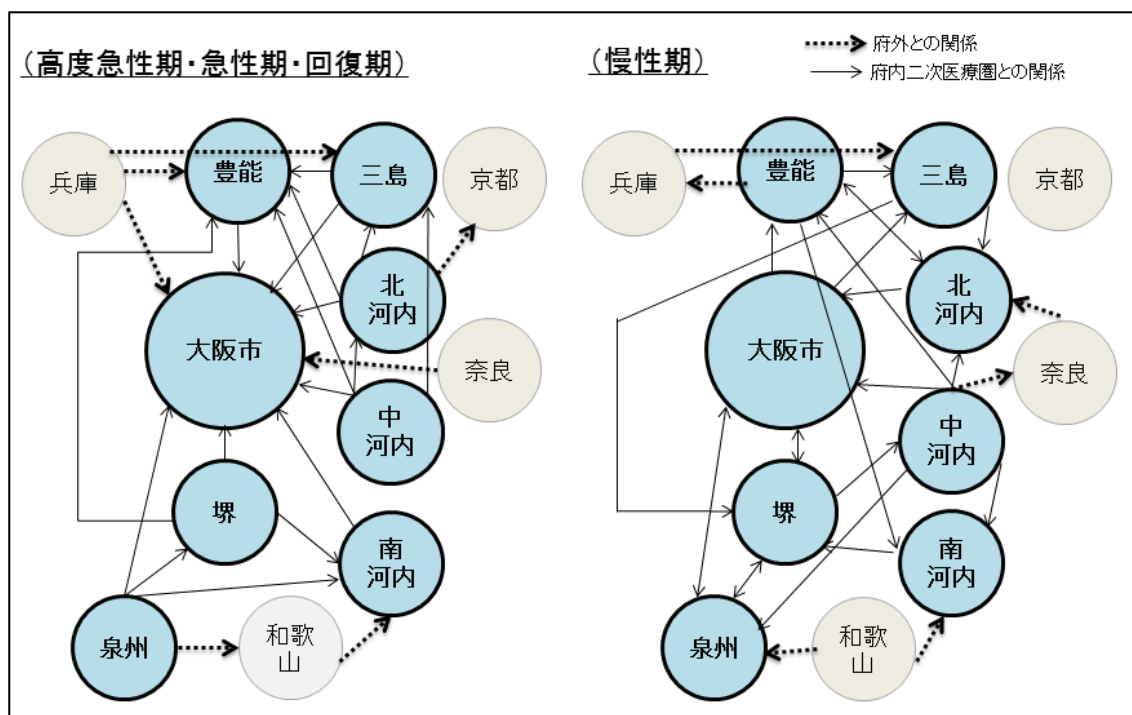 （高度急性期・急性期・回復期）
兵庫
豊能
三島
京都
北
河内
大阪市
奈良
中
河内
堺
南
河内
泉州
和歌
山
（慢性期）
府外との関係
府内二次医療圏との関係
兵庫
豊能
三島
京都
北
河内
大阪市
奈良
中
河内
堺
南
河内
泉州
和歌
山